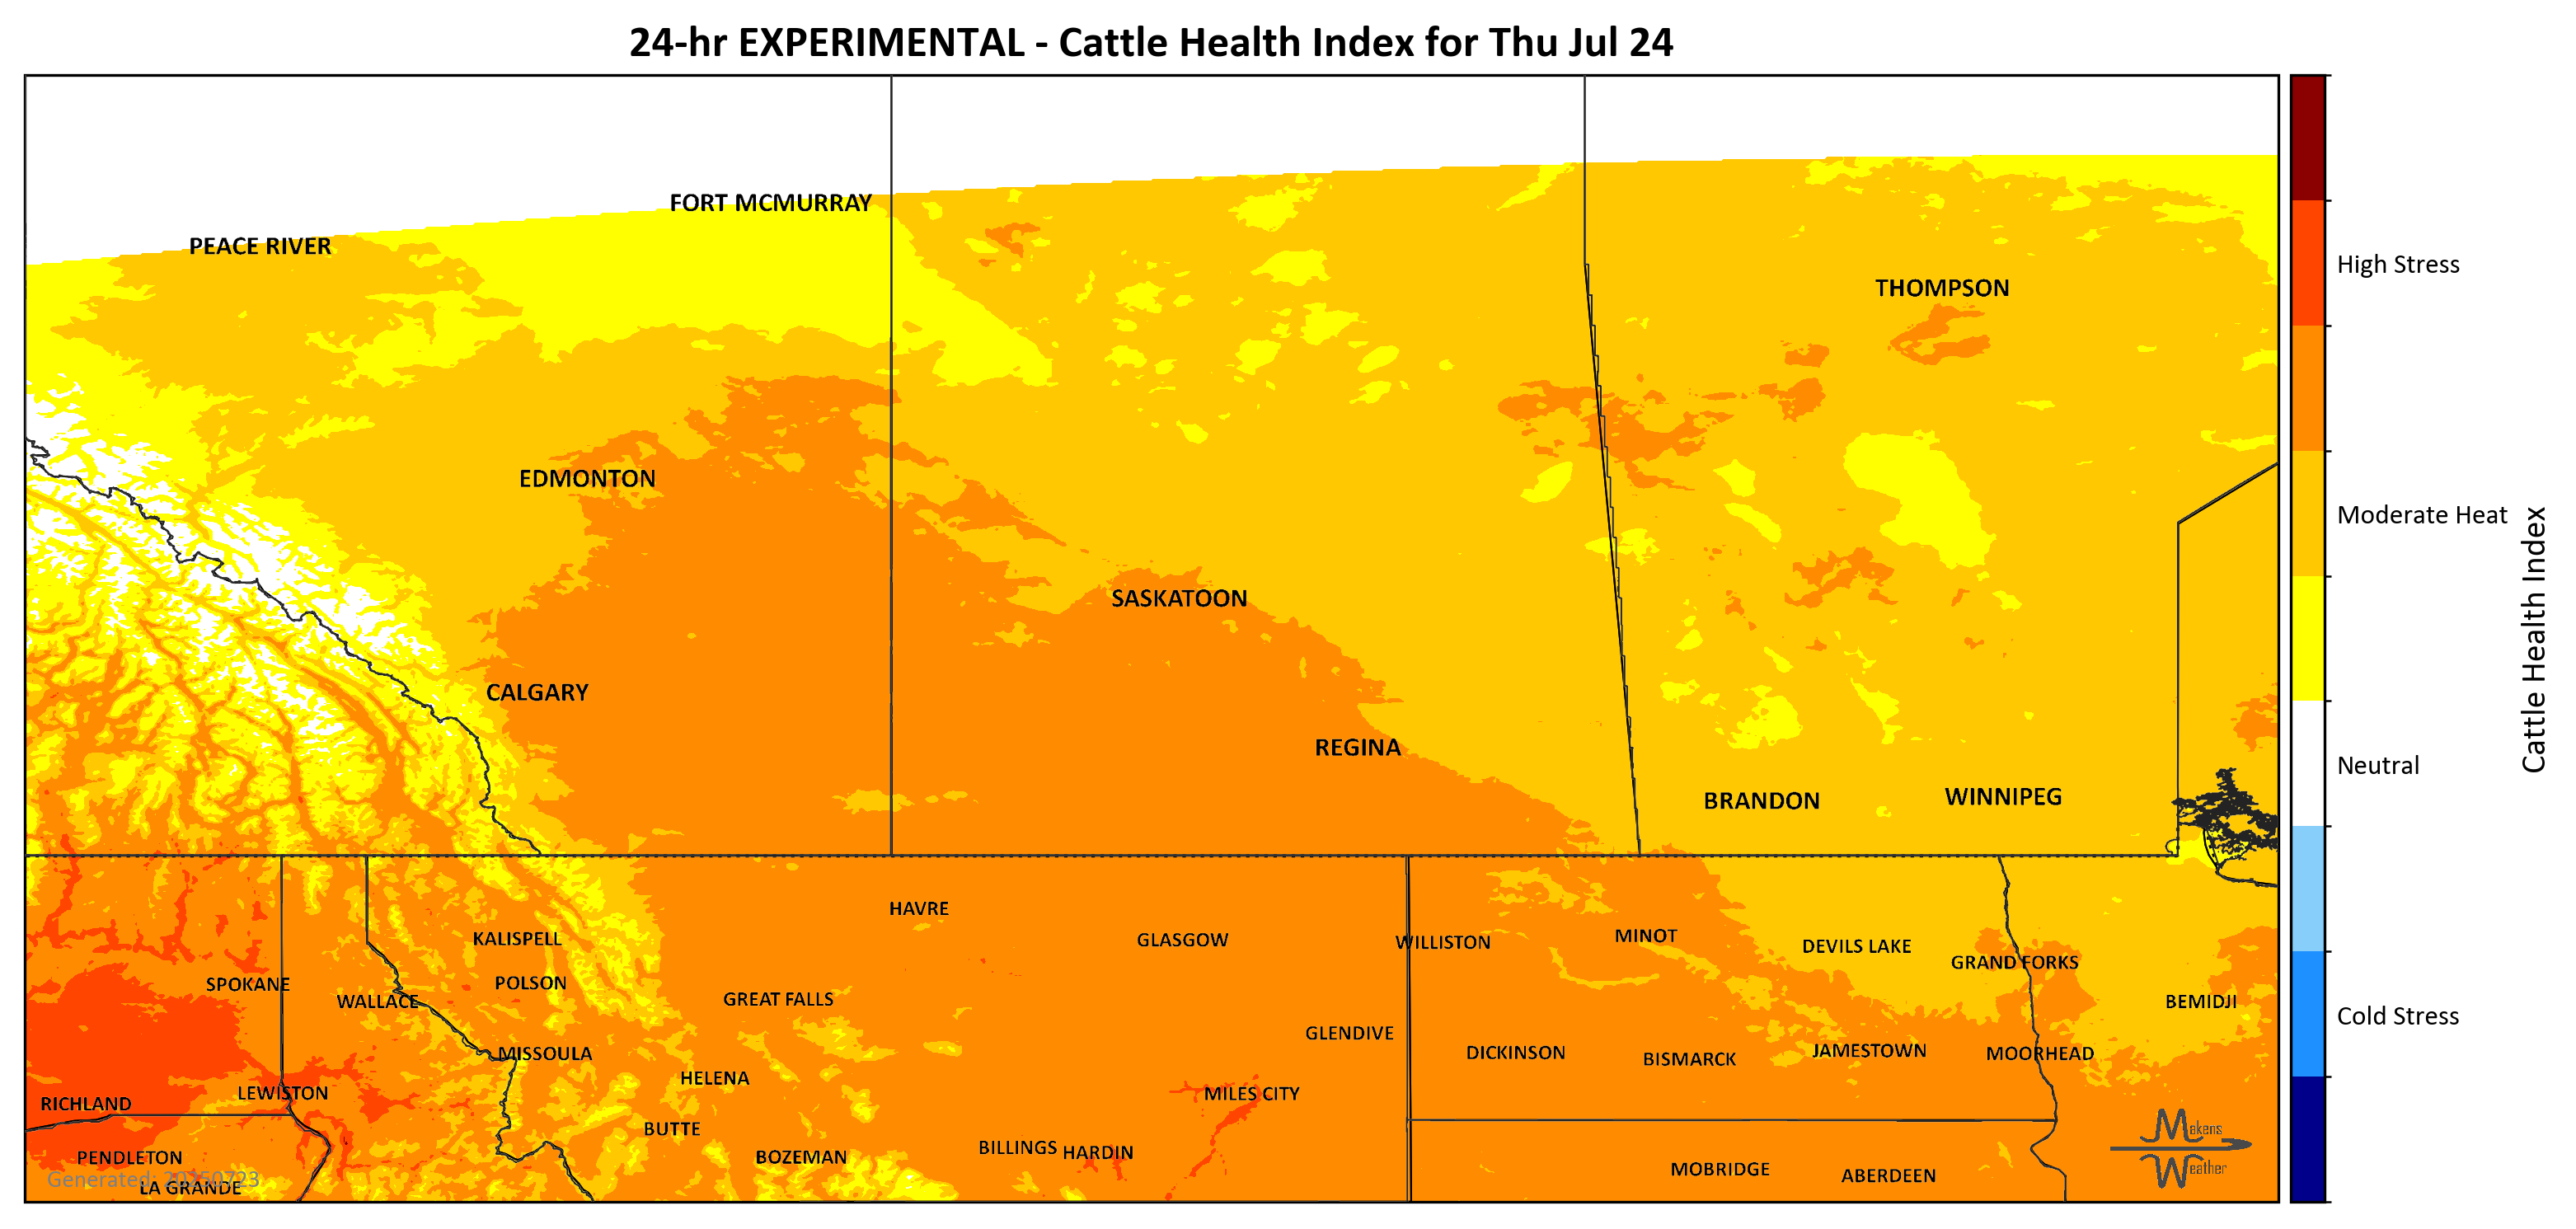 24-hr EXPERIMENTAL - Cattle Health Index for Thu Jul 24
FORT MCMURRAY
PEACE RIVER
High Stress
THOMPSON
EDMONTON
Moderate Heat
SASKATOON
Cattle Health Index
CALGARY
REGINA
Neutral
BRANDON
WINNIPEG
HAVRE
KALISPELL
GLASGOW
WILLISTON
MINOT
DEVILS LAKE
GRAND FORKS
SPOKANE
POLSON
WALLACE
GREAT FALLS
BEMIDJI
Cold Stress
GLENDIVE
MISSOULA
DICKINSON
BISMARCK
JAMESTOWN
MOORHEAD
HELENA
LEWISTON
MILES CITY
RICHLAND
BUTTE
Makens
Weather
PENDLETON
BOZEMAN
BILLINGS
HARDIN
MOBRIDGE
ABERDEEN
Generated: 20250723
LA GRANDE